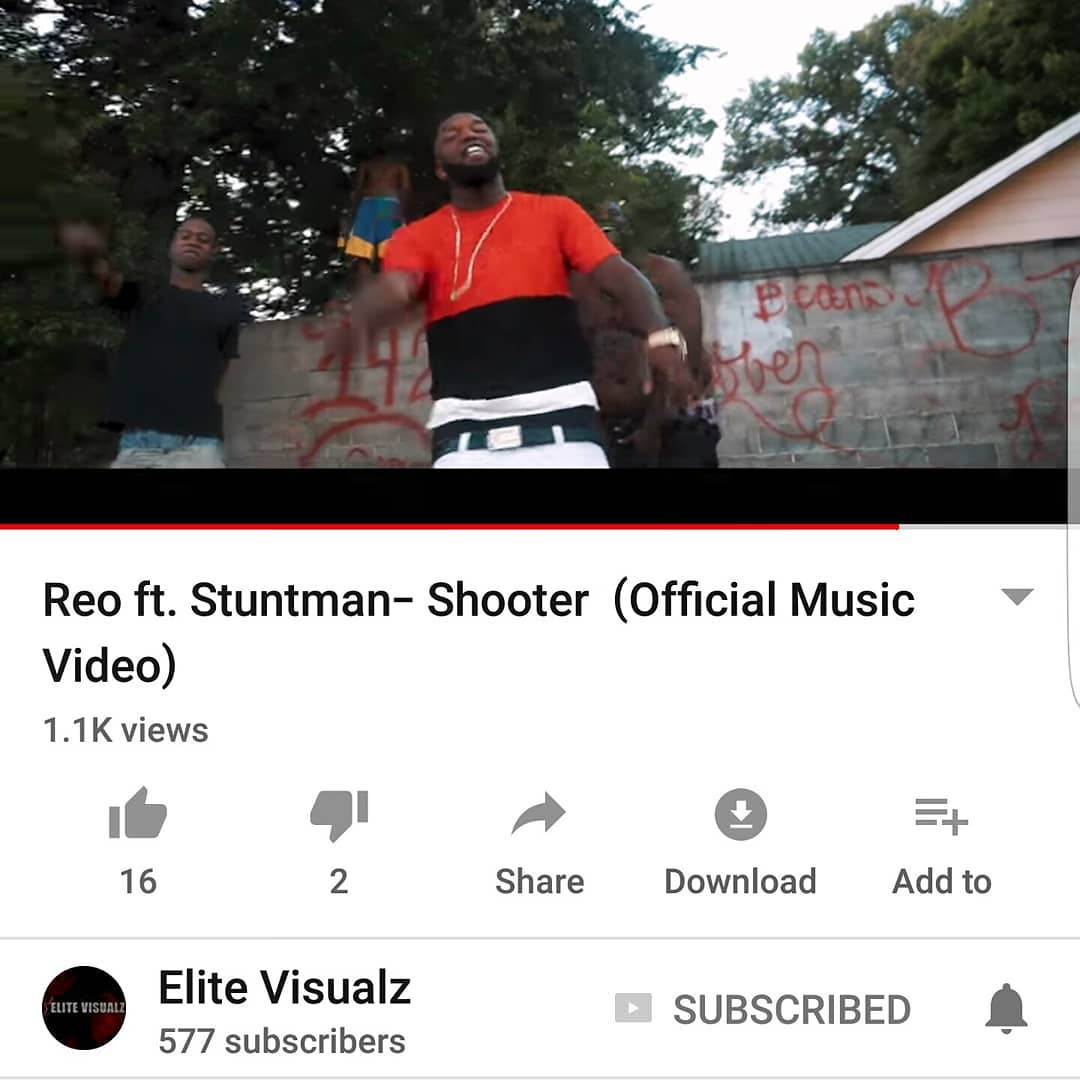 142
Beans
B
Reo ft. Stuntman– Shooter (Official Music
Video)
1.1K views
16
2
Share
Download
Add to
ELITE VISUALZ
Elite Visualz
577 subscribers
SUBSCRIBED